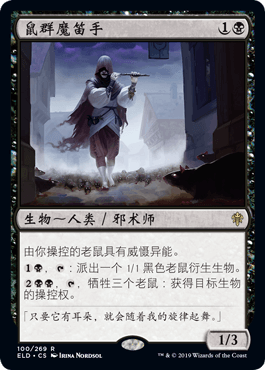 鼠群魔笛手 1
生物～人类／邪术师
由你操控的老鼠具有威慑异能。
1，：派出一个 1/1 黑色老鼠衍生生物。
2，，牺牲三个老鼠：获得目标生物
的操控权。
「只要它有耳朵，就会随着我的旋律起舞。」
1/3
100/269 R
ELD • CS IRINA NORDSOL
™ & © 2019 Wizards of the Coast